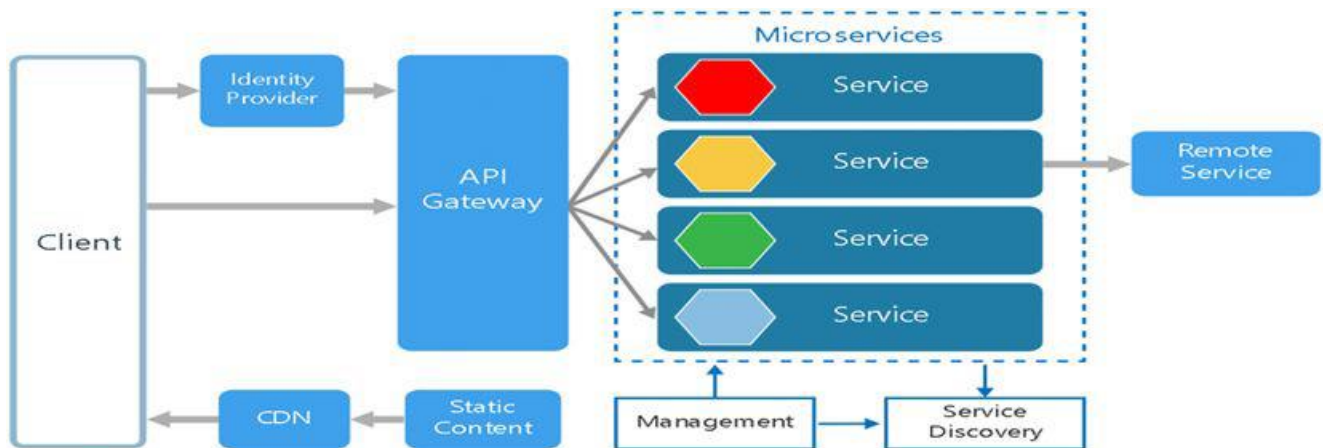 Microservices
Identity
Provider
Client
API
Gateway
Service
Service
Service
Service
Remote
Service
CDN
Static
Content
Management
Service
Discovery